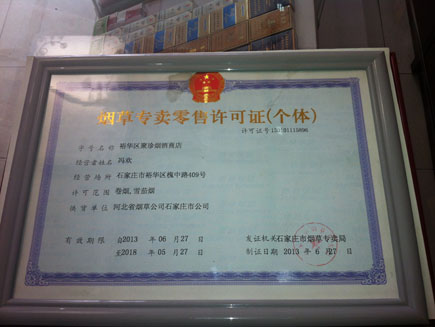 烟草专卖零售许可证(个体)
许可证号
字号名称 裕华区聚诊烟酒商店
经营者姓名 冯欢
经营场所 石家庄市裕华区槐中路409号
许可范围 卷烟,雪茄烟
供货单位 河北省烟草公司石家庄市公司
有效期限 自2013 年 06 月 27 日 发证机关 石家庄市烟草专卖局
至2018 年 05 月 27 日 制证日期 2013 年 6 月 27 日